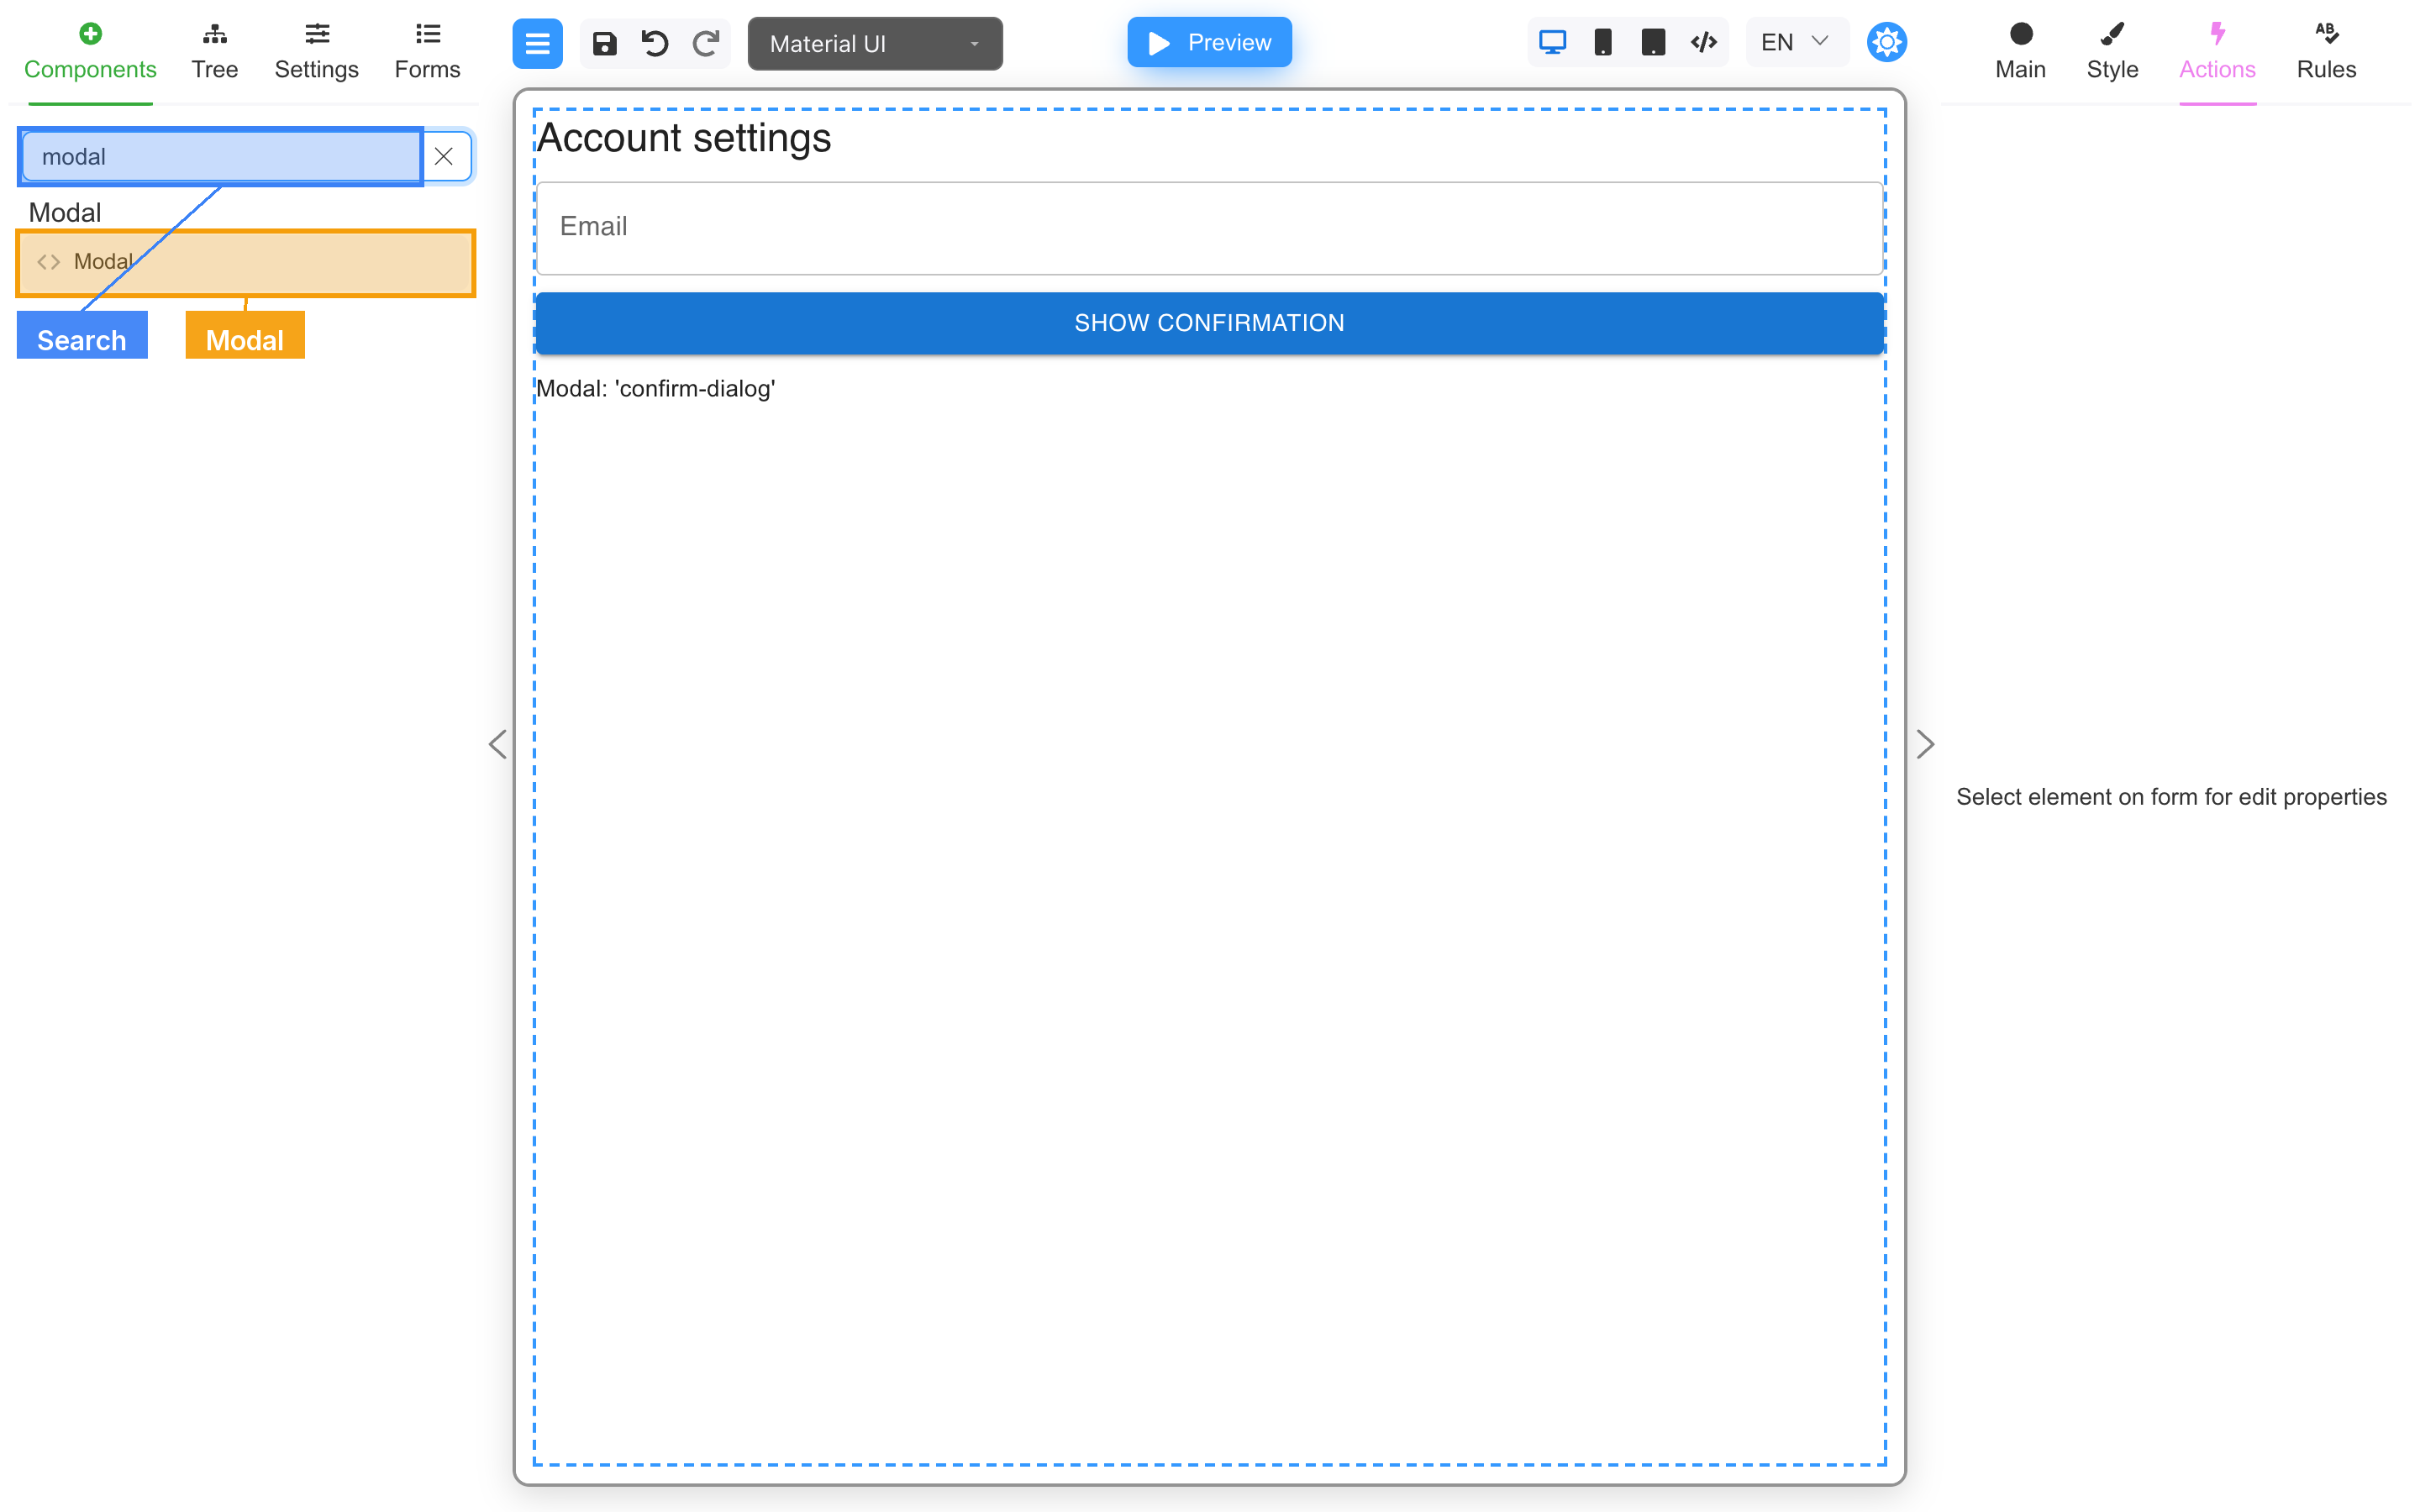 Components Tree Settings Forms
Material UI
Preview
EN
Main Style Actions AB Rules
modal
Modal
Modal
Search Modal
Account settings
Email
SHOW CONFIRMATION
Modal: 'confirm-dialog'
Select element on form for edit properties